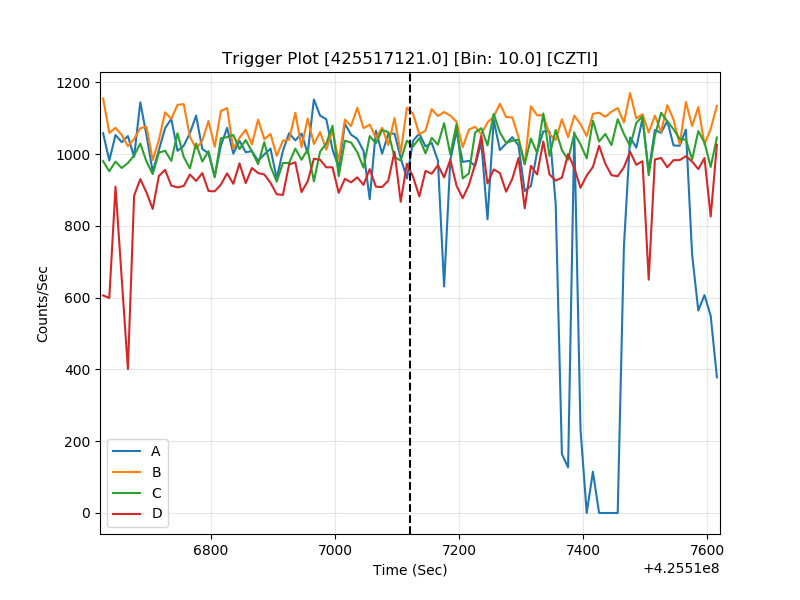 Trigger Plot [425517121.0] [Bin: 10.0] [CZTI]
1200
1000
800
600
400
200
0
Counts/Sec
A
B
C
D
6800 7000 7200 7400 7600
Time (Sec)
+4.2551e8